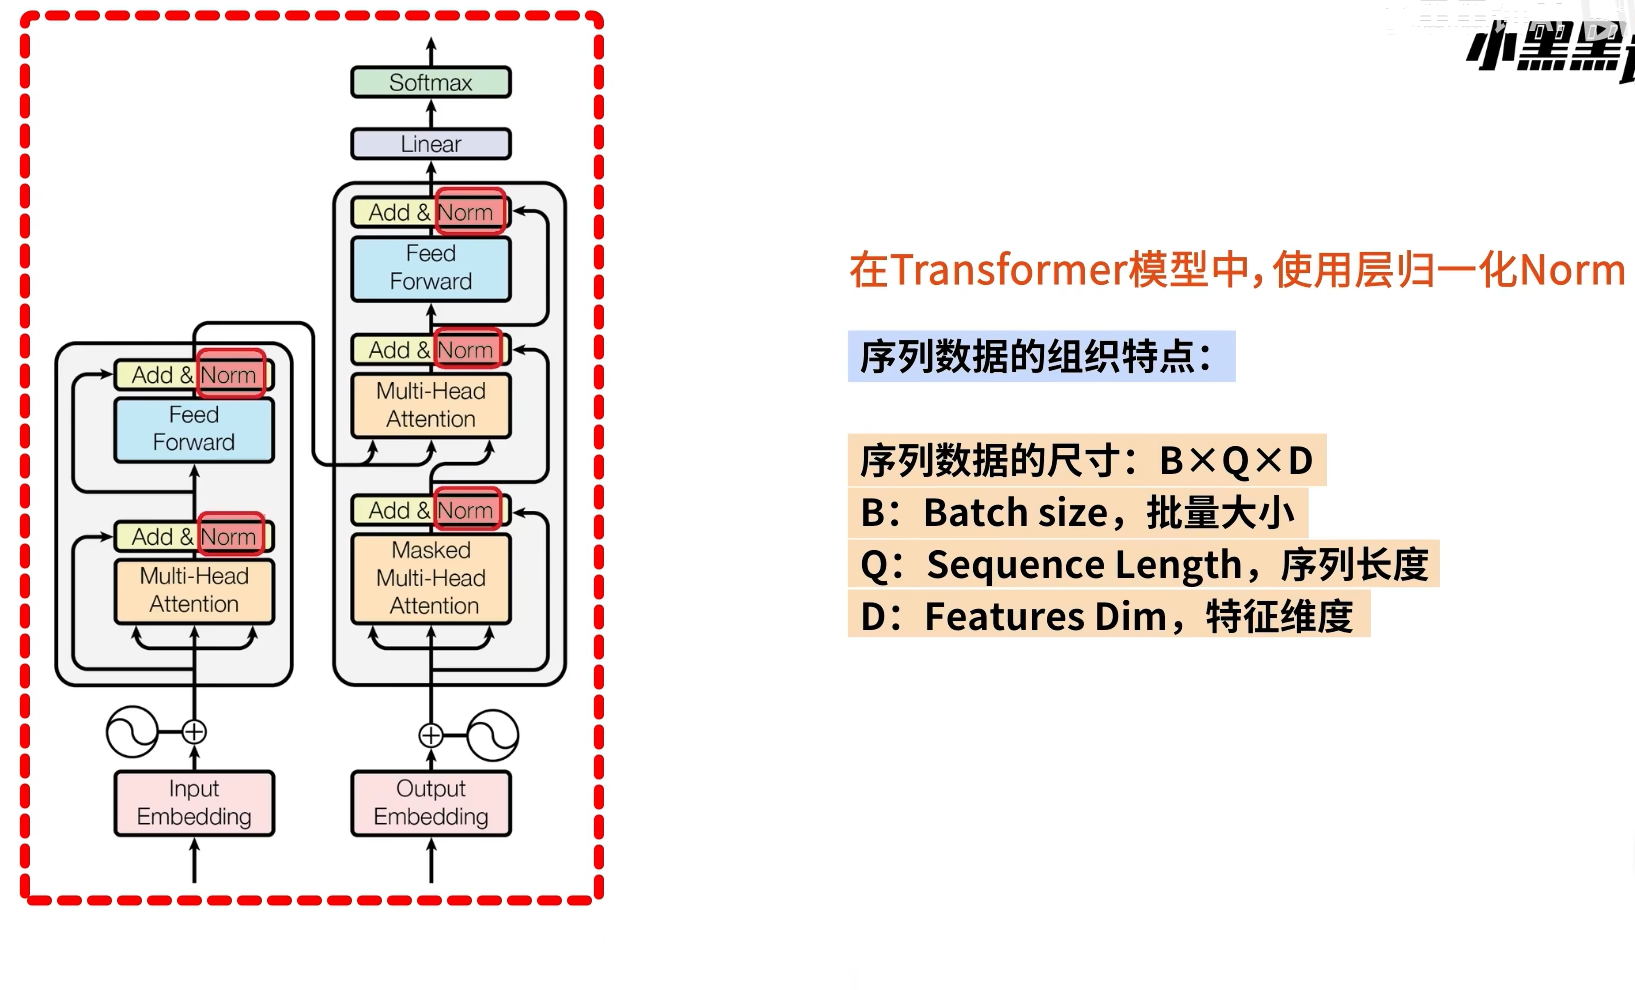 小黑黑
Softmax
Linear
Add & Norm
Feed
Forward
Add & Norm
Multi-Head
Attention
Add & Norm
Masked
Multi-Head
Attention
Output
Embedding
Add & Norm
Feed
Forward
Add & Norm
Multi-Head
Attention
Input
Embedding
在Transformer模型中,使用层归一化Norm
序列数据的组织特点：
序列数据的尺寸：B×Q×D
B：Batch size，批量大小
Q：Sequence Length，序列长度
D：Features Dim，特征维度